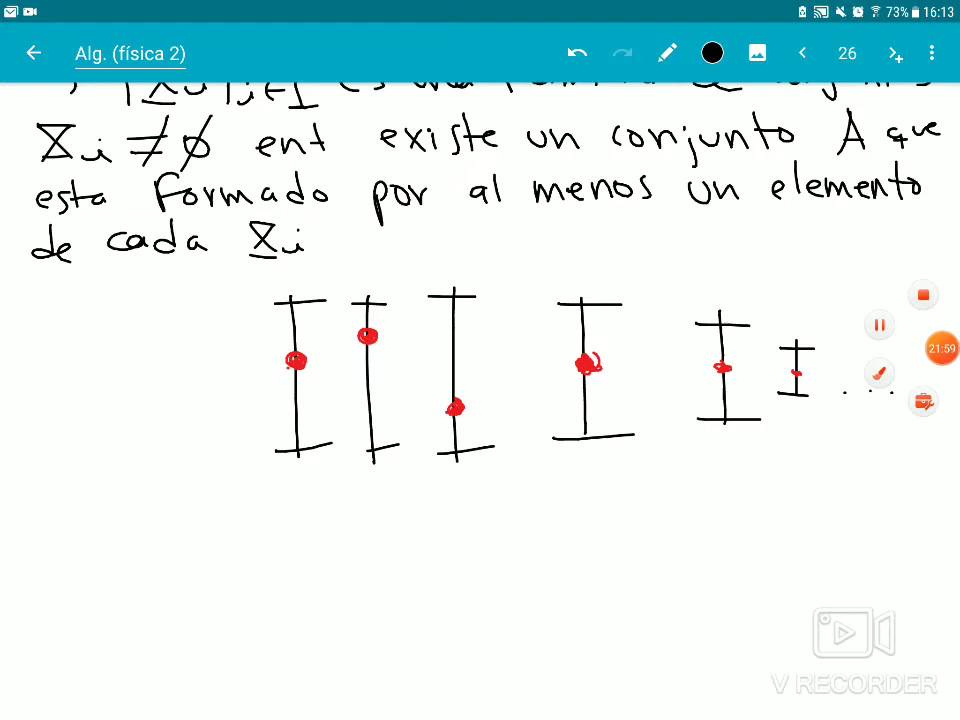 73% 16:13
Alg. (física 2) 26
Xi ≠ ∅ ent existe un conjunto A que
esta formado por al menos un elemento
de cada Xi
21:59
. . .
V RECORDER